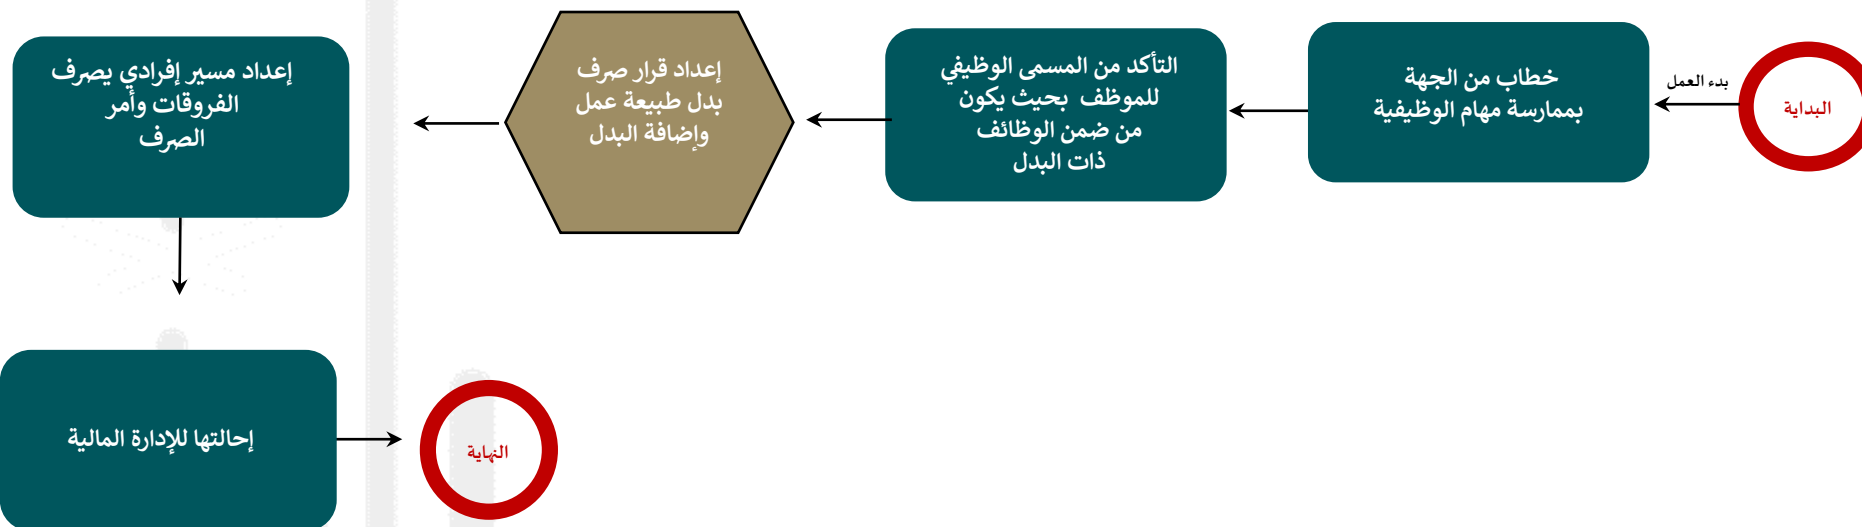 البداية
بدء العمل
خطاب من الجهة
بممارسة مهام الوظيفية
التأكد من المسمى الوظيفي
للموظف بحيث يكون
من ضمن الوظائف
ذات البدل
إعداد قرار صرف
بدل طبيعة عمل
وإضافة البدل
إعداد مسير إفرادي يصرف
الفروقات وأمر
الصرف
إحالتها للإدارة المالية
النهاية